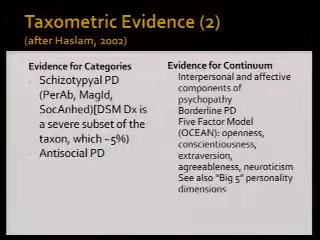 Taxometric Evidence (2)
(after Haslam, 2002)
Evidence for Categories
- Schizotypyal PD
(PerAb, MagId,
SocAnhed)[DSM Dx is
a severe subset of the
taxon, which ~5%)
- Antisocial PD
Evidence for Continuum
Interpersonal and affective
components of
psychopathy
Borderline PD
Five Factor Model
(OCEAN): openness,
conscientiousness,
extraversion,
agreeableness, neuroticism
See also "Big 5" personality
dimensions